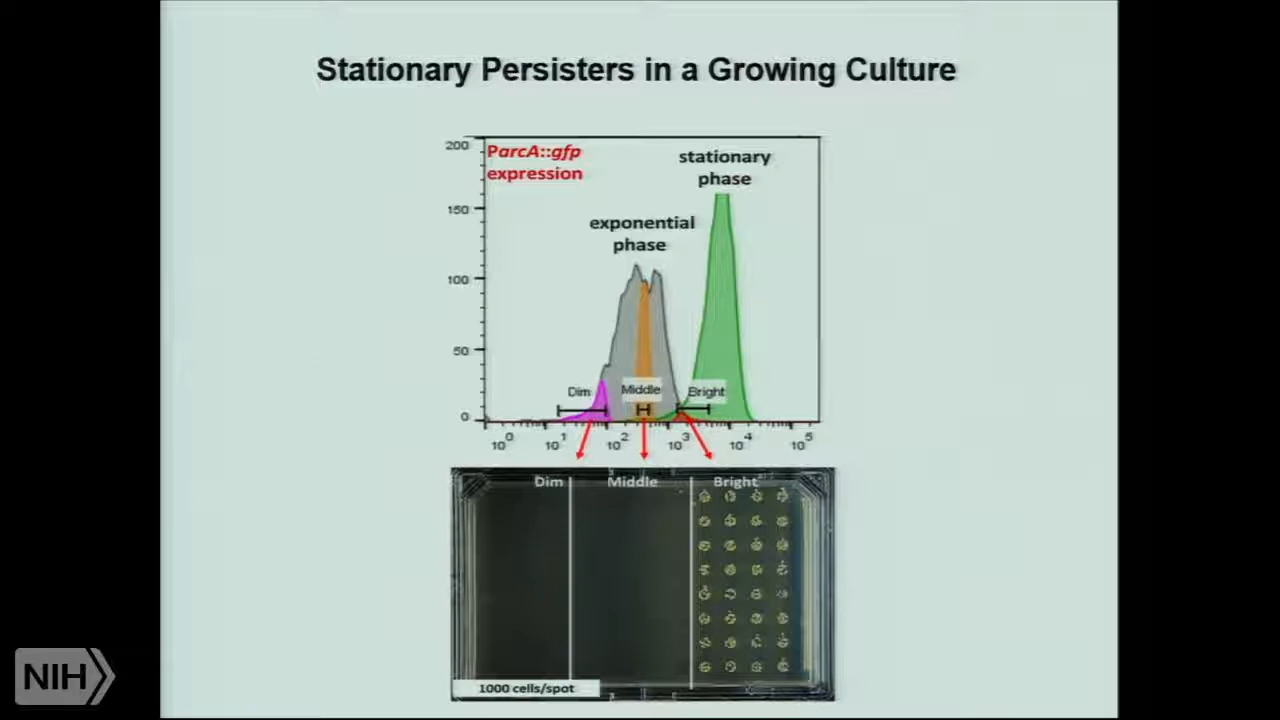 Stationary Persisters in a Growing Culture
200
ParcA::gfp
expression
stationary
phase
150
exponential
phase
100
50
Dim
Middle
Bright
0
10^0
10^1
10^2
10^3
10^4
10^5
Dim
Middle
Bright
1000 cells/spot
NIH